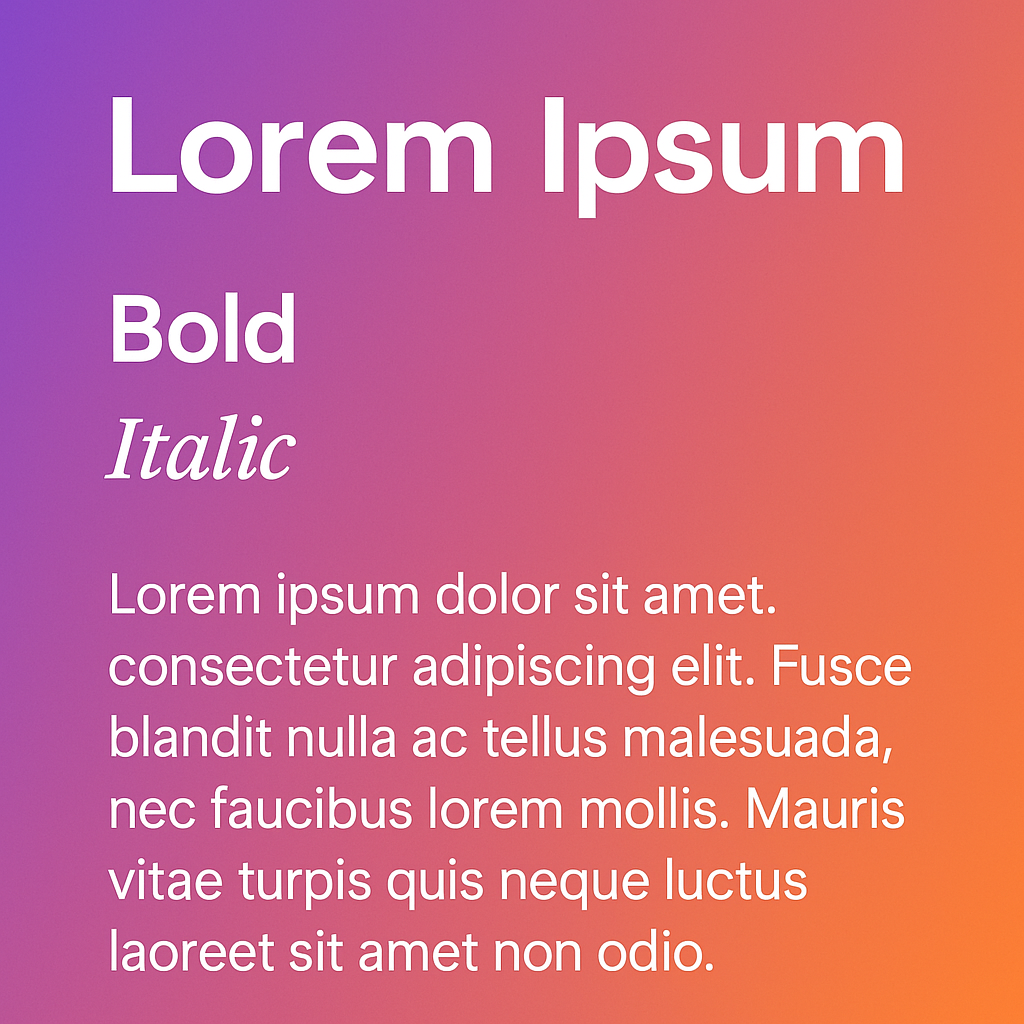 Lorem Ipsum
Bold
Italic
Lorem ipsum dolor sit amet.
consectetur adipiscing elit. Fusce
blandit nulla ac tellus malesuada,
nec faucibus lorem mollis. Mauris
vitae turpis quis neque luctus
laoreet sit amet non odio.